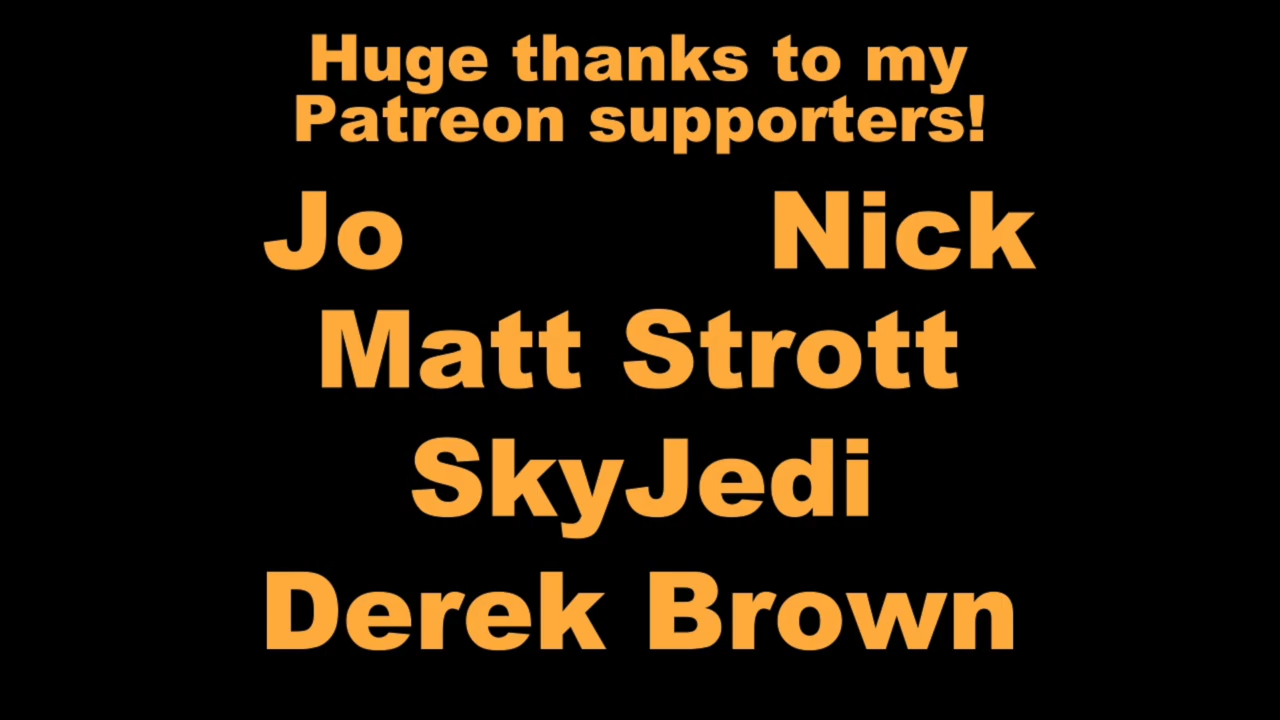 Huge thanks to my
Patreon supporters!
Jo Nick
Matt Strott
SkyJedi
Derek Brown